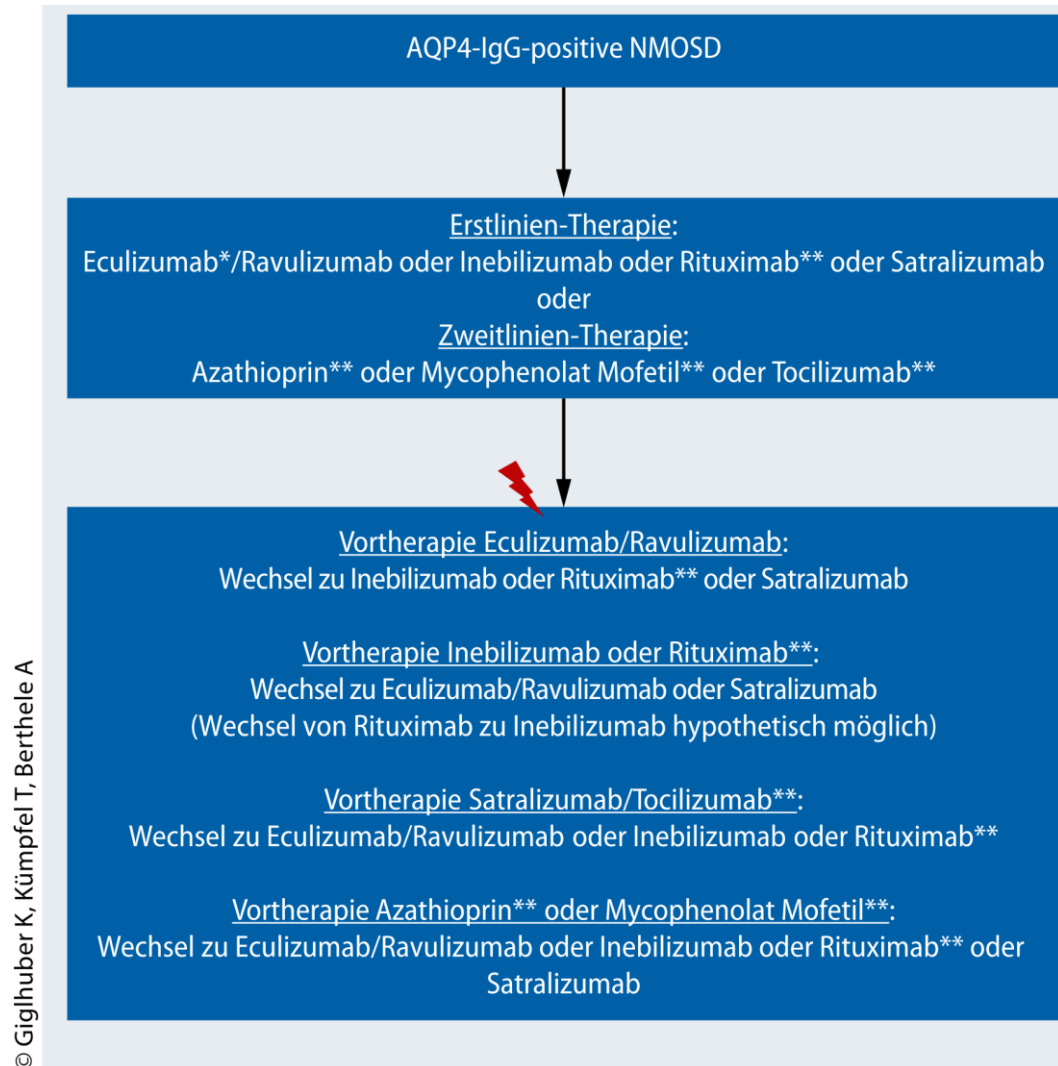 AQP4-IgG-positive NMOSD
Erstlinien-Therapie:
Eculizumab*/Ravulizumab oder Inebilizumab oder Rituximab** oder Satralizumab
oder
Zweitlinien-Therapie:
Azathioprin** oder Mycophenolat Mofetil** oder Tocilizumab**
Vortherapie Eculizumab/Ravulizumab:
Wechsel zu Inebilizumab oder Rituximab** oder Satralizumab
Vortherapie Inebilizumab oder Rituximab**:
Wechsel zu Eculizumab/Ravulizumab oder Satralizumab
(Wechsel von Rituximab zu Inebilizumab hypothetisch möglich)
Vortherapie Satralizumab/Tocilizumab**:
Wechsel zu Eculizumab/Ravulizumab oder Inebilizumab oder Rituximab**
Vortherapie Azathioprin** oder Mycophenolat Mofetil**:
Wechsel zu Eculizumab/Ravulizumab oder Inebilizumab oder Rituximab** oder
Satralizumab
© Giglhuber K, Kümpfel T, Berthele A